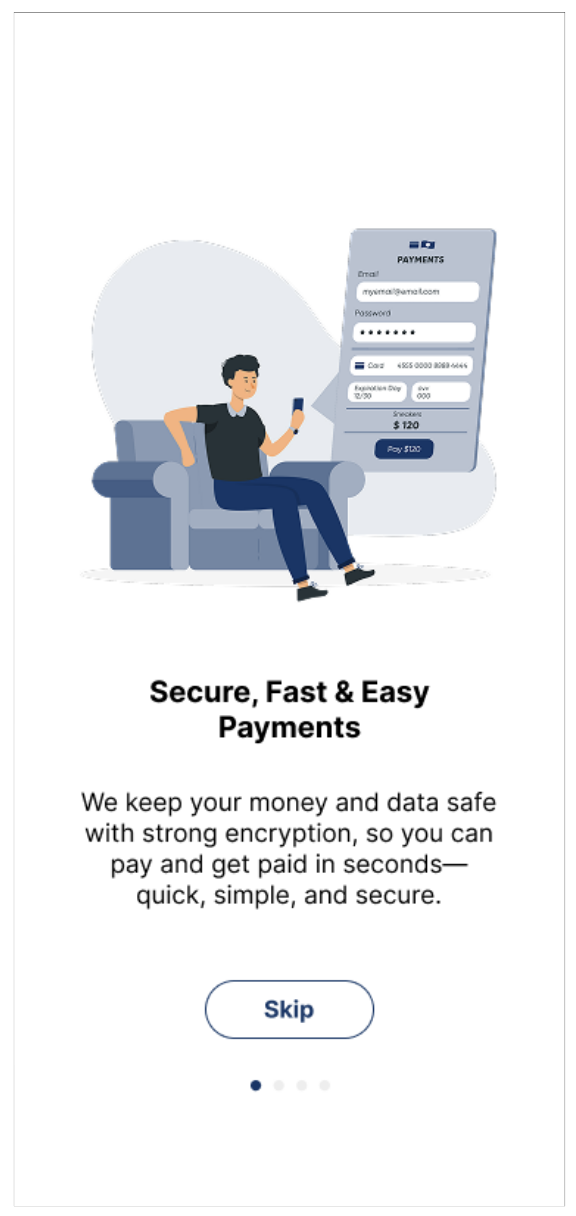 PAYMENTS
Email
myemail@email.com
Password
Card 4555 0000 8989 4444
Expiration Day
12/30
cvv
000
Sneakers
$ 120
Pay $120
Secure, Fast & Easy
Payments
We keep your money and data safe
with strong encryption, so you can
pay and get paid in seconds—
quick, simple, and secure.
Skip